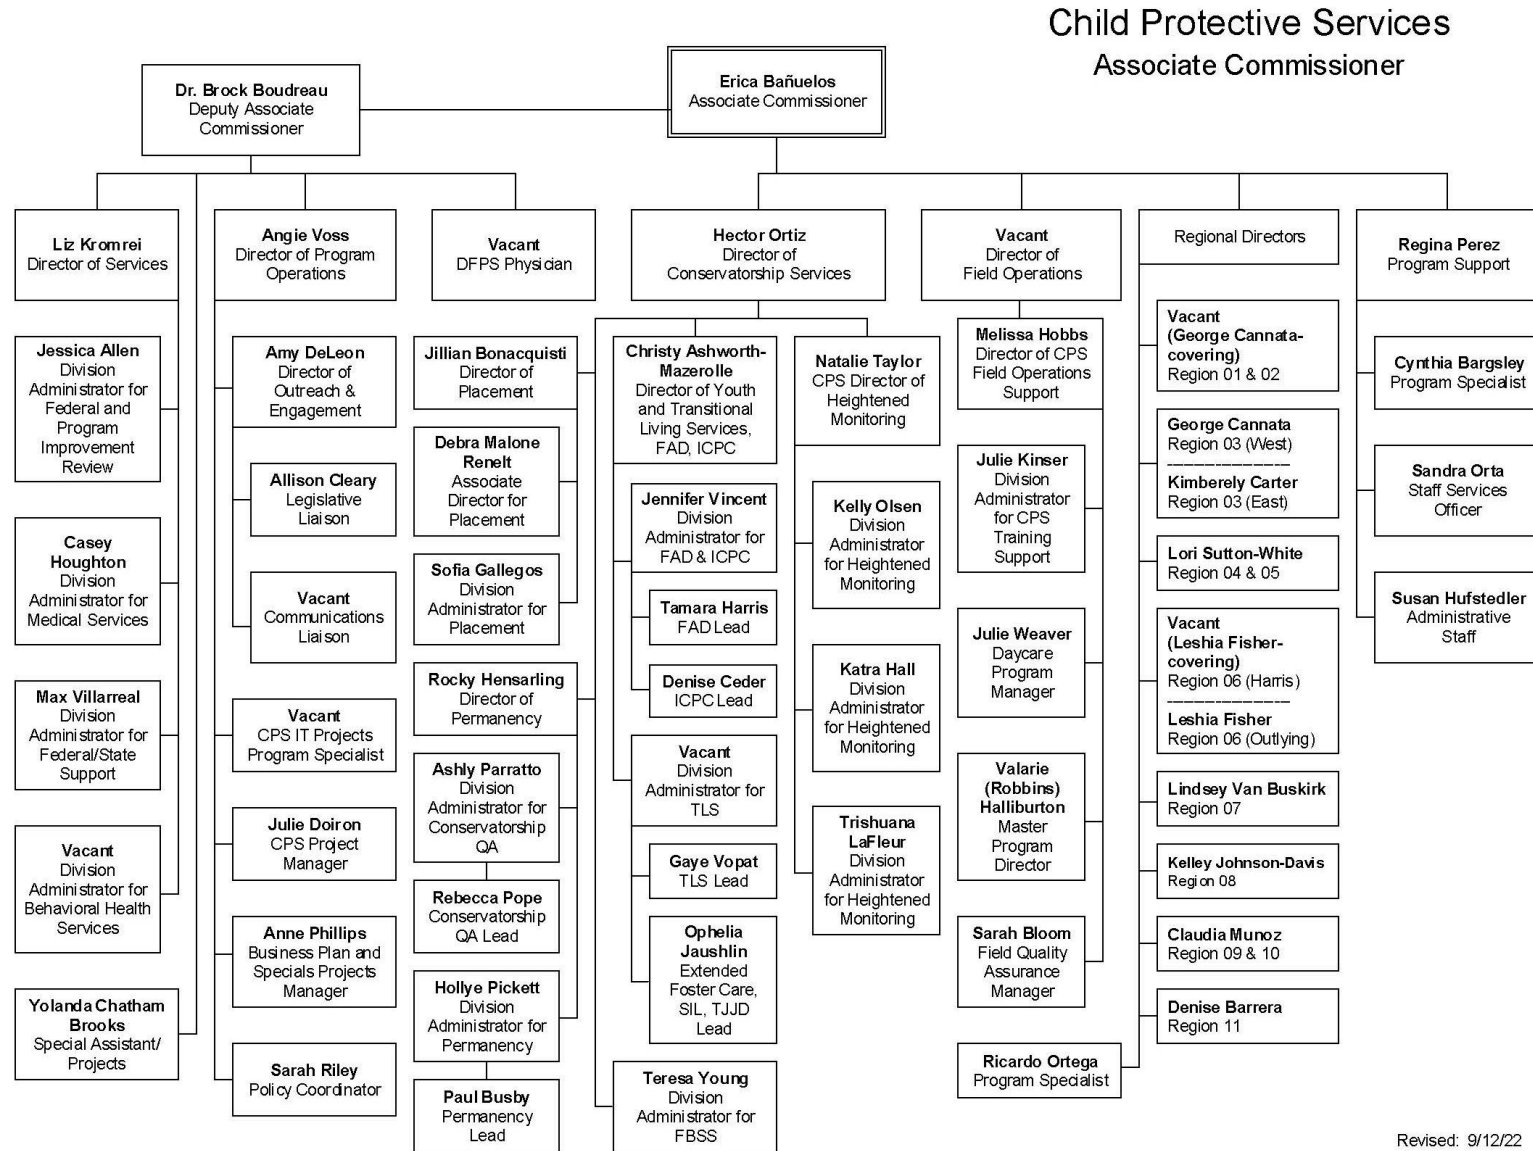 Child Protective Services
Associate Commissioner
Dr. Brock Boudreau
Deputy Associate
Commissioner
Erica Bañuelos
Associate Commissioner
Liz Kromrei
Director of Services
Jessica Allen
Division
Administrator for
Federal and
Program
Improvement
Review
Casey
Houghton
Division
Administrator for
Medical Services
Max Villarreal
Division
Administrator for
Federal/State
Support
Vacant
Division
Administrator for
Behavioral Health
Services
Yolanda Chatham
Brooks
Special Assistant/
Projects
Angie Voss
Director of Program
Operations
Amy DeLeon
Director of
Outreach &
Engagement
Allison Cleary
Legislative
Liaison
Vacant
Communications
Liaison
Vacant
CPS IT Projects
Program Specialist
Julie Doiron
CPS Project
Manager
Anne Phillips
Business Plan and
Specials Projects
Manager
Sarah Riley
Policy Coordinator
Vacant
DFPS Physician
Hector Ortiz
Director of
Conservatorship Services
Jillian Bonacquisti
Director of
Placement
Debra Malone
Renelt
Associate
Director for
Placement
Sofia Gallegos
Division
Administrator for
Placement
Rocky Hensarling
Director of
Permanency
Ashly Parratto
Division
Administrator for
Conservatorship
QA
Rebecca Pope
Conservatorship
QA Lead
Hollye Pickett
Division
Administrator for
Permanency
Paul Busby
Permanency
Lead
Christy Ashworth-
Mazerolle
Director of Youth
and Transitional
Living Services,
FAD, ICPC
Jennifer Vincent
Division
Administrator for
FAD & ICPC
Tamara Harris
FAD Lead
Denise Ceder
ICPC Lead
Vacant
Division
Administrator for
TLS
Gaye Vopat
TLS Lead
Ophelia
Jaushlin
Extended
Foster Care,
SIL, TJJD
Lead
Teresa Young
Division
Administrator for
FBSS
Natalie Taylor
CPS Director of
Heightened
Monitoring
Kelly Olsen
Division
Administrator
for Heightened
Monitoring
Katra Hall
Division
Administrator
for Heightened
Monitoring
Trishuana
LaFleur
Division
Administrator
for Heightened
Monitoring
Vacant
Director of
Field Operations
Melissa Hobbs
Director of CPS
Field Operations
Support
Julie Kinser
Division
Administrator
for CPS
Training
Support
Julie Weaver
Daycare
Program
Manager
Valarie
(Robbins)
Halliburton
Master
Program
Director
Sarah Bloom
Field Quality
Assurance
Manager
Regional Directors
Vacant
(George Cannata-
covering)
Region 01 & 02
George Cannata
Region 03 (West)
---------------
Kimberely Carter
Region 03 (East)
Lori Sutton-White
Region 04 & 05
Vacant
(Leshia Fisher-
covering)
Region 06 (Harris)
---------------
Leshia Fisher
Region 06 (Outlying)
Lindsey Van Buskirk
Region 07
Kelley Johnson-Davis
Region 08
Claudia Munoz
Region 09 & 10
Denise Barrera
Region 11
Ricardo Ortega
Program Specialist
Regina Perez
Program Support
Cynthia Bargsley
Program Specialist
Sandra Orta
Staff Services
Officer
Susan Hufstedler
Administrative
Staff
Revised: 9/12/22